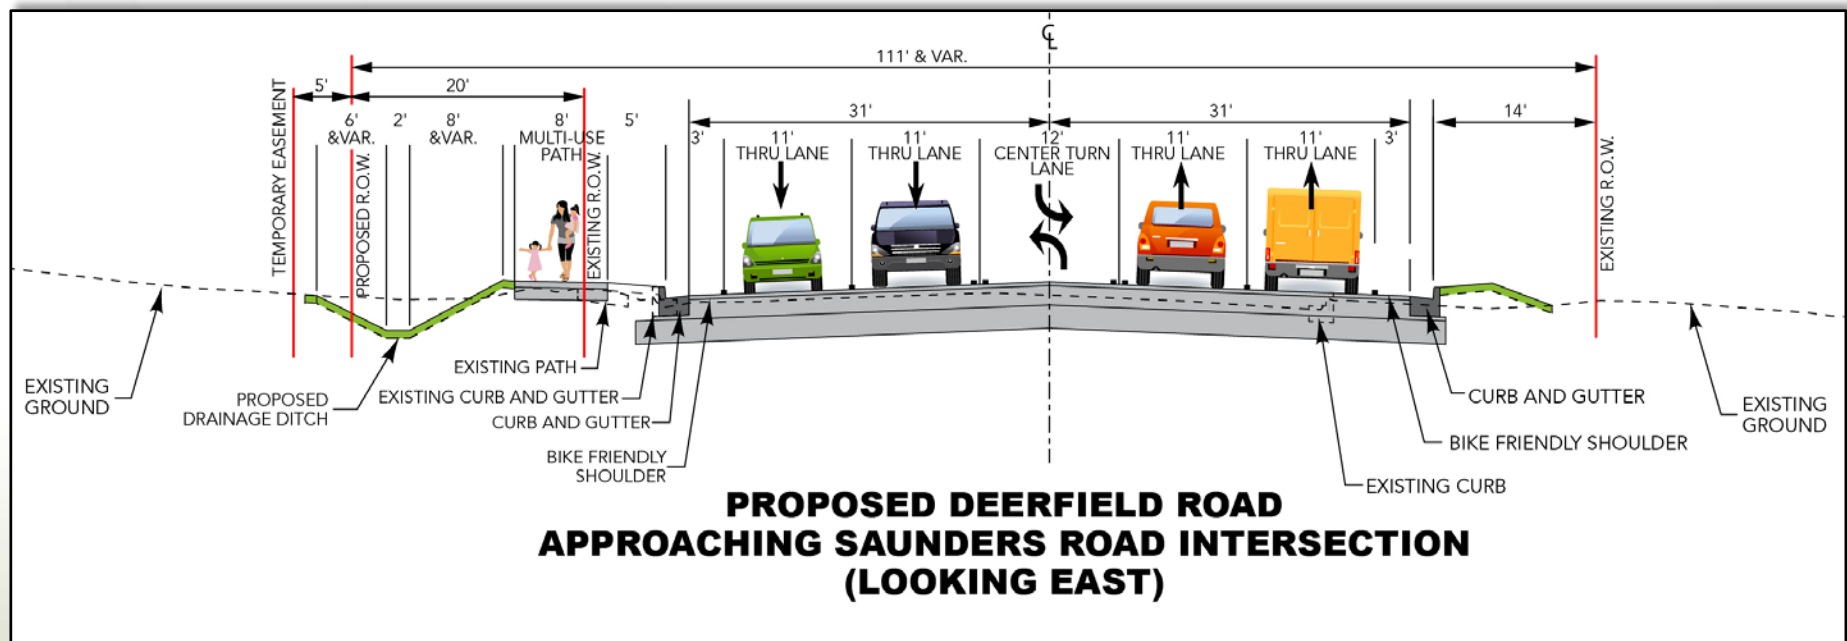 ℄
111' & VAR.
5'
20'
6'
&VAR.
2'
8'
&VAR.
8'
MULTI-USE
PATH
5'
31'
31'
14'
3'
11'
THRU LANE
11'
THRU LANE
12'
CENTER TURN
LANE
11'
THRU LANE
11'
THRU LANE
3'
TEMPORARY EASEMENT
PROPOSED R.O.W.
EXISTING R.O.W.
EXISTING R.O.W.
EXISTING
GROUND
PROPOSED
DRAINAGE DITCH
EXISTING PATH
EXISTING CURB AND GUTTER
CURB AND GUTTER
BIKE FRIENDLY
SHOULDER
CURB AND GUTTER
BIKE FRIENDLY SHOULDER
EXISTING CURB
EXISTING
GROUND
PROPOSED DEERFIELD ROAD
APPROACHING SAUNDERS ROAD INTERSECTION
(LOOKING EAST)